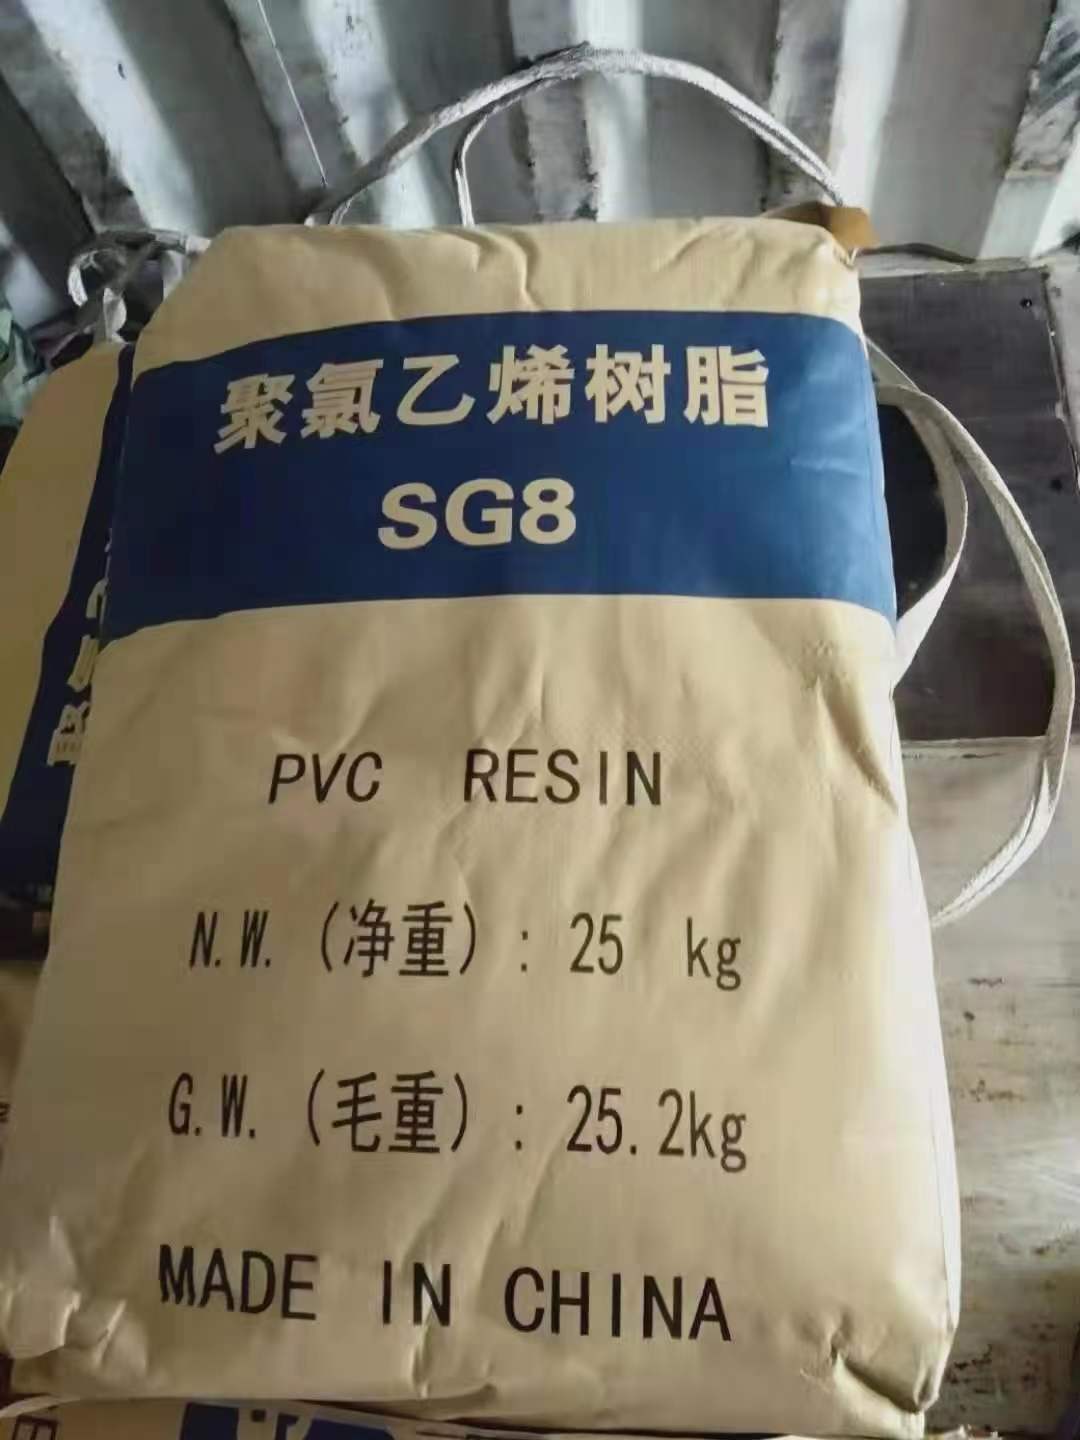 聚氯乙烯树脂
SG8
PVC RESIN
N.W.(净重): 25 kg
G.W.(毛重): 25.2kg
MADE IN CHINA